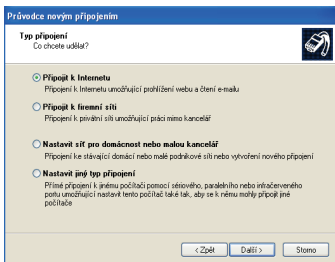 Průvodce novým připojením
Typ připojení
Co chcete udělat?
Připojit k Internetu
Připojení k Internetu umožňující prohlížení webu a čtení e-mailu
Připojit k firemní síti
Připojení k privátní síti umožňující práci mimo kancelář
Nastavit síť pro domácnost nebo malou kancelář
Připojení ke stávající domácí nebo malé podnikové síti nebo vytvoření nového připojení
Nastavit jiný typ připojení
Přímé připojení k jinému počítači pomocí sériového, paralelního nebo infračerveného
portu umožňující nastavit tento počítač také tak, aby se k němu mohly připojit jiné
počítače
< Zpět
Další >
Storno